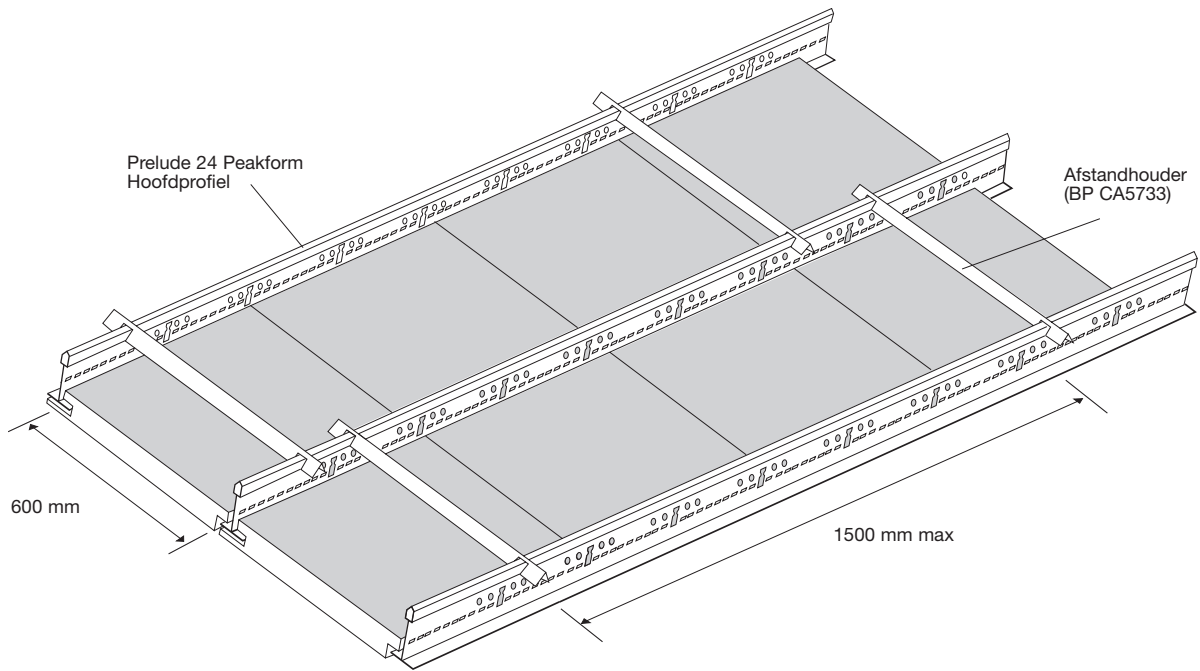 Prelude 24 Peakform
Hoofdprofiel
Afstandhouder
(BP CA5733)
600 mm
1500 mm max